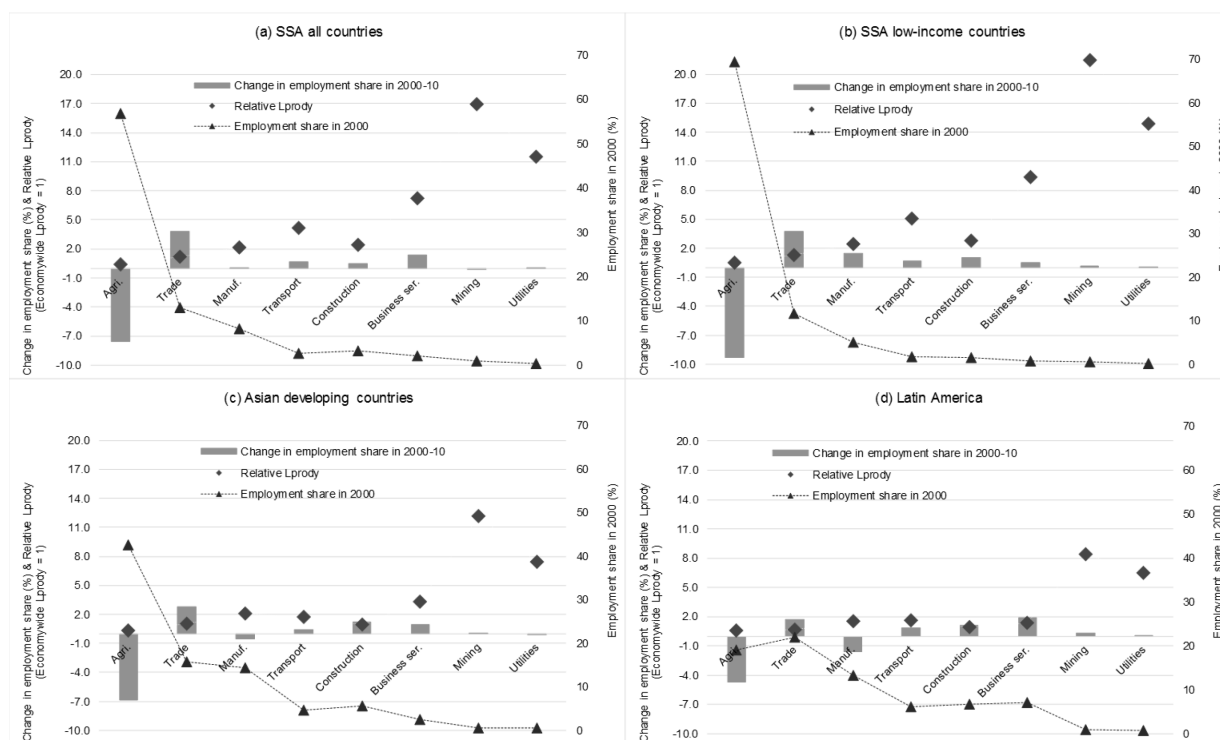 (a) SSA all countries
Change in employment share (%) & Relative Lprody
(Economywide Lprody = 1)
20.0
17.0
14.0
11.0
8.0
5.0
2.0
-1.0
-4.0
-7.0
-10.0
Change in employment share in 2000-10
Relative Lprody
Employment share in 2000
Agri.
Trade
Manuf.
Transport
Construction
Business ser.
Mining
Utilities
70
60
50
40
30
20
10
0
Employment share in 2000 (%)
(b) SSA low-income countries
20.0
17.0
14.0
11.0
8.0
5.0
2.0
-1.0
-4.0
-7.0
-10.0
Change in employment share in 2000-10
Relative Lprody
Employment share in 2000
Agri.
Trade
Manuf.
Transport
Construction
Business ser.
Mining
Utilities
70
60
50
40
30
20
10
0
(c) Asian developing countries
Change in employment share (%) & Relative Lprody
(Economywide Lprody = 1)
20.0
17.0
14.0
11.0
8.0
5.0
2.0
-1.0
-4.0
-7.0
-10.0
Change in employment share in 2000-10
Relative Lprody
Employment share in 2000
Agri.
Trade
Manuf.
Transport
Construction
Business ser.
Mining
Utilities
70
60
50
40
30
20
10
0
Employment share in 2000 (%)
(d) Latin America
Change in employment share (%) & Relative Lprody
(Economywide Lprody = 1)
20.0
17.0
14.0
11.0
8.0
5.0
2.0
-1.0
-4.0
-7.0
-10.0
Change in employment share in 2000-10
Relative Lprody
Employment share in 2000
Agri.
Trade
Manuf.
Transport
Construction
Business ser.
Mining
Utilities
70
60
50
40
30
20
10
0
Employment share in 2000 (%)